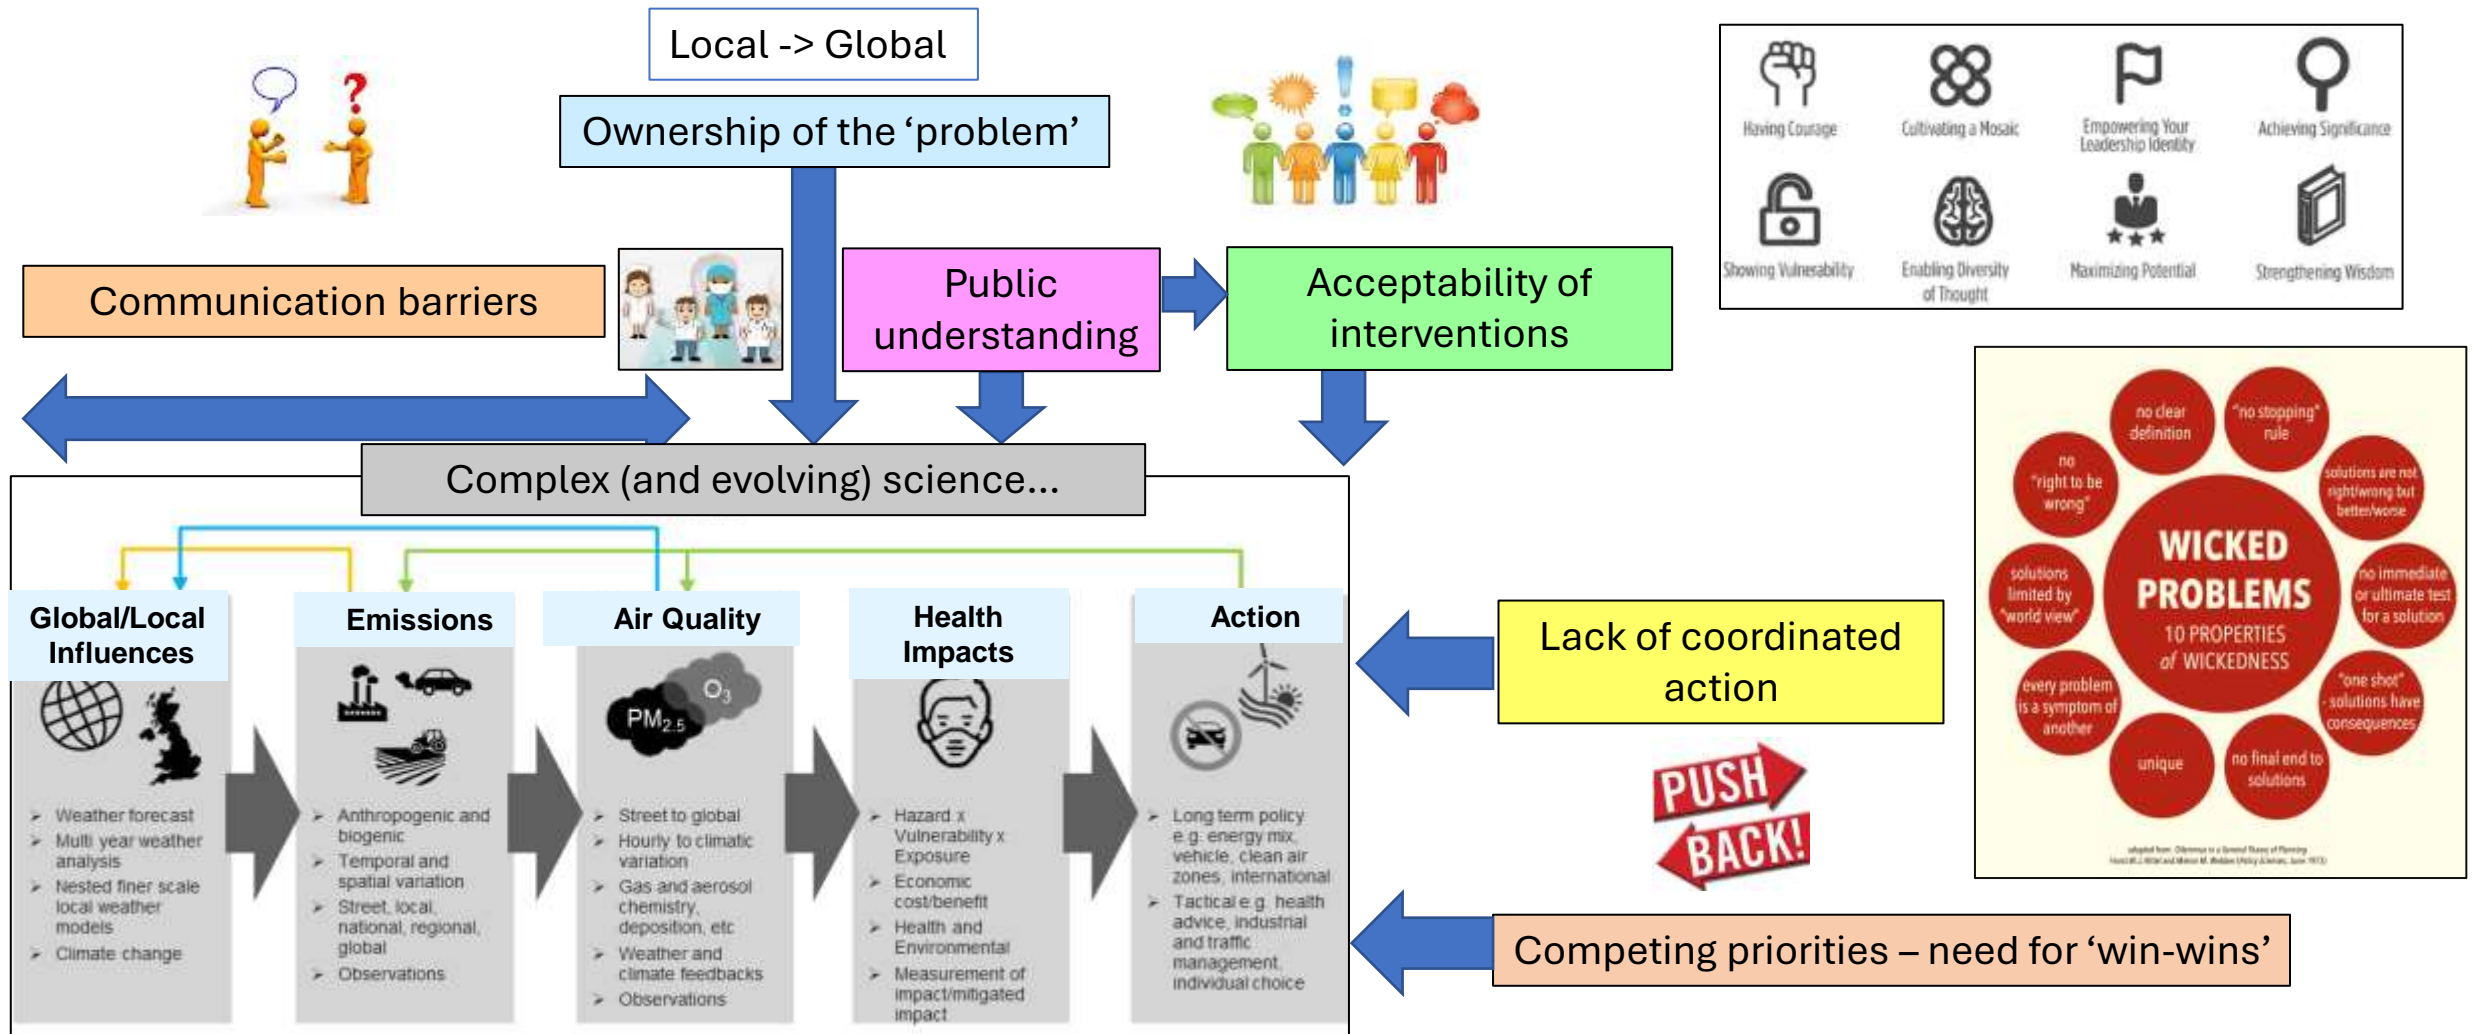 Local -> Global
Ownership of the ‘problem’
?
!
Communication barriers
Public
understanding
Acceptability of
interventions
Having Courage
Cultivating a Mosaic
Empowering Your
Leadership Identity
Achieving Significance
Showing Vulnerability
Enabling Diversity
of Thought
Maximizing Potential
Strengthening Wisdom
Complex (and evolving) science...
Global/Local
Influences
Weather forecast
Multi year weather
analysis
Nested finer scale
local weather
models
Climate change
Emissions
Anthropogenic and
biogenic
Temporal and
spatial variation
Street, local,
national, regional,
global
Observations
Air Quality
PM2.5
O3
Street to global
Hourly to climatic
variation
Gas and aerosol
chemistry,
deposition, etc
Weather and
climate feedbacks
Observations
Health
Impacts
Hazard x
Vulnerability x
Exposure
Economic
cost/benefit
Health and
Environmental
Measurement of
impact/mitigated
impact
Action
Long term policy
e.g. energy mix,
vehicle, clean air
zones, international
Tactical e.g. health
advice, industrial
and traffic
management,
individual choice
Lack of coordinated
action
PUSH
BACK!
Competing priorities – need for ‘win-wins’
no clear
definition
"no stopping"
rule
solutions are not
right/wrong but
better/worse
no immediate
or ultimate test
for a solution
"one shot"
- solutions have
consequences
no final end to
solutions
unique
every problem
is a symptom of
another
solutions
limited by
"world view"
no
"right to be
wrong"
WICKED
PROBLEMS
10 PROPERTIES
of WICKEDNESS
adapted from: Dilemmas in a General Theory of Planning